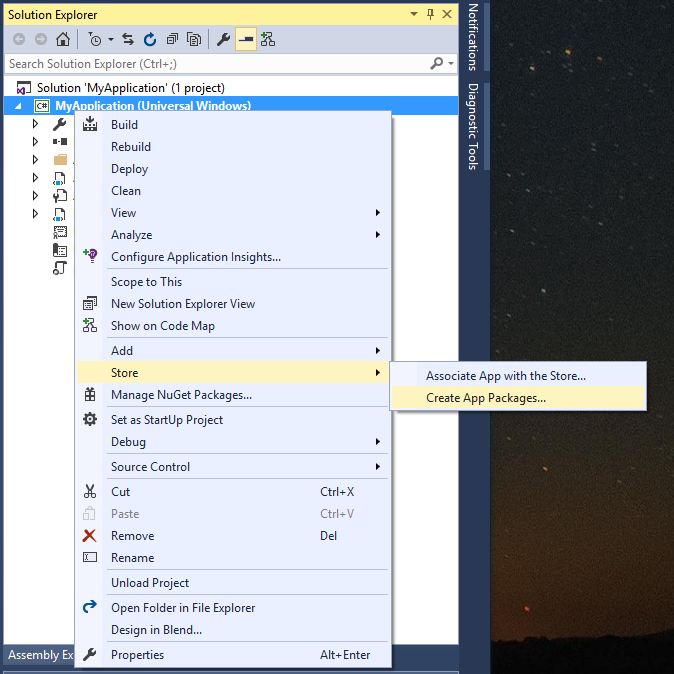 Solution Explorer
Search Solution Explorer (Ctrl+;)
Solution 'MyApplication' (1 project)
C# MyApplication (Universal Windows)
Build
Rebuild
Deploy
Clean
View
Analyze
Configure Application Insights...
Scope to This
New Solution Explorer View
Show on Code Map
Add
Store
Associate App with the Store...
Create App Packages...
Manage NuGet Packages...
Set as StartUp Project
Debug
Source Control
Cut Ctrl+X
Paste Ctrl+V
Remove Del
Rename
Unload Project
Open Folder in File Explorer
Design in Blend...
Properties Alt+Enter
Assembly Ex
Notifications
Diagnostic Tools